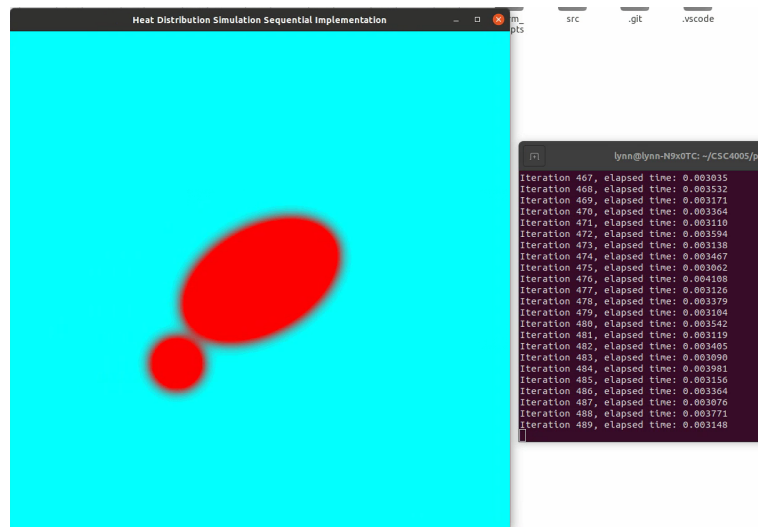 Heat Distribution Simulation Sequential Implementation
m_
pts
src
.git
.vscode
lynn@lynn-N9x0TC: ~/CSC4005/p
Iteration 467, elapsed time: 0.003035
Iteration 468, elapsed time: 0.003532
Iteration 469, elapsed time: 0.003171
Iteration 470, elapsed time: 0.003364
Iteration 471, elapsed time: 0.003110
Iteration 472, elapsed time: 0.003594
Iteration 473, elapsed time: 0.003138
Iteration 474, elapsed time: 0.003467
Iteration 475, elapsed time: 0.003062
Iteration 476, elapsed time: 0.004108
Iteration 477, elapsed time: 0.003126
Iteration 478, elapsed time: 0.003379
Iteration 479, elapsed time: 0.003104
Iteration 480, elapsed time: 0.003542
Iteration 481, elapsed time: 0.003119
Iteration 482, elapsed time: 0.003405
Iteration 483, elapsed time: 0.003090
Iteration 484, elapsed time: 0.003981
Iteration 485, elapsed time: 0.003156
Iteration 486, elapsed time: 0.003364
Iteration 487, elapsed time: 0.003076
Iteration 488, elapsed time: 0.003771
Iteration 489, elapsed time: 0.003148